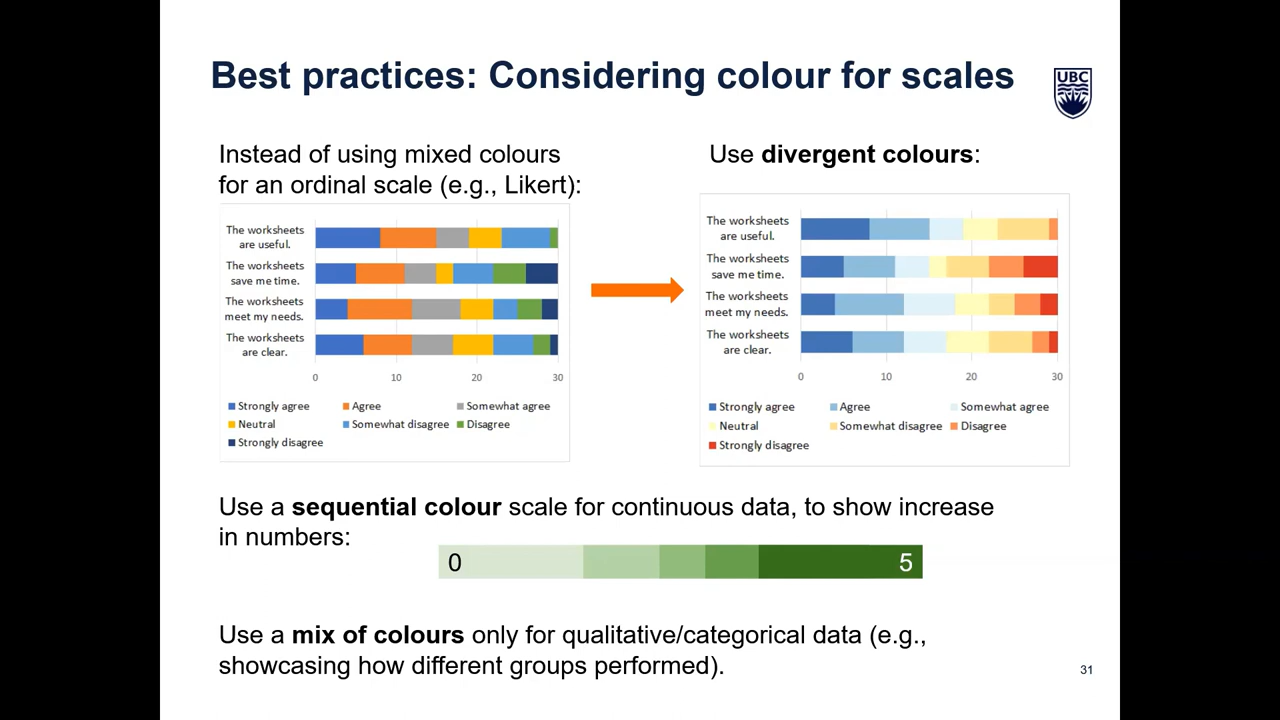 Best practices: Considering colour for scales
UBC
Instead of using mixed colours
for an ordinal scale (e.g., Likert):
The worksheets
are useful.
The worksheets
save me time.
The worksheets
meet my needs.
The worksheets
are clear.
0 10 20 30
Strongly agree Agree Somewhat agree
Neutral Somewhat disagree Disagree
Strongly disagree
Use divergent colours:
The worksheets
are useful.
The worksheets
save me time.
The worksheets
meet my needs.
The worksheets
are clear.
0 10 20 30
Strongly agree Agree Somewhat agree
Neutral Somewhat disagree Disagree
Strongly disagree
Use a sequential colour scale for continuous data, to show increase
in numbers:
0 5
Use a mix of colours only for qualitative/categorical data (e.g.,
showcasing how different groups performed).
31